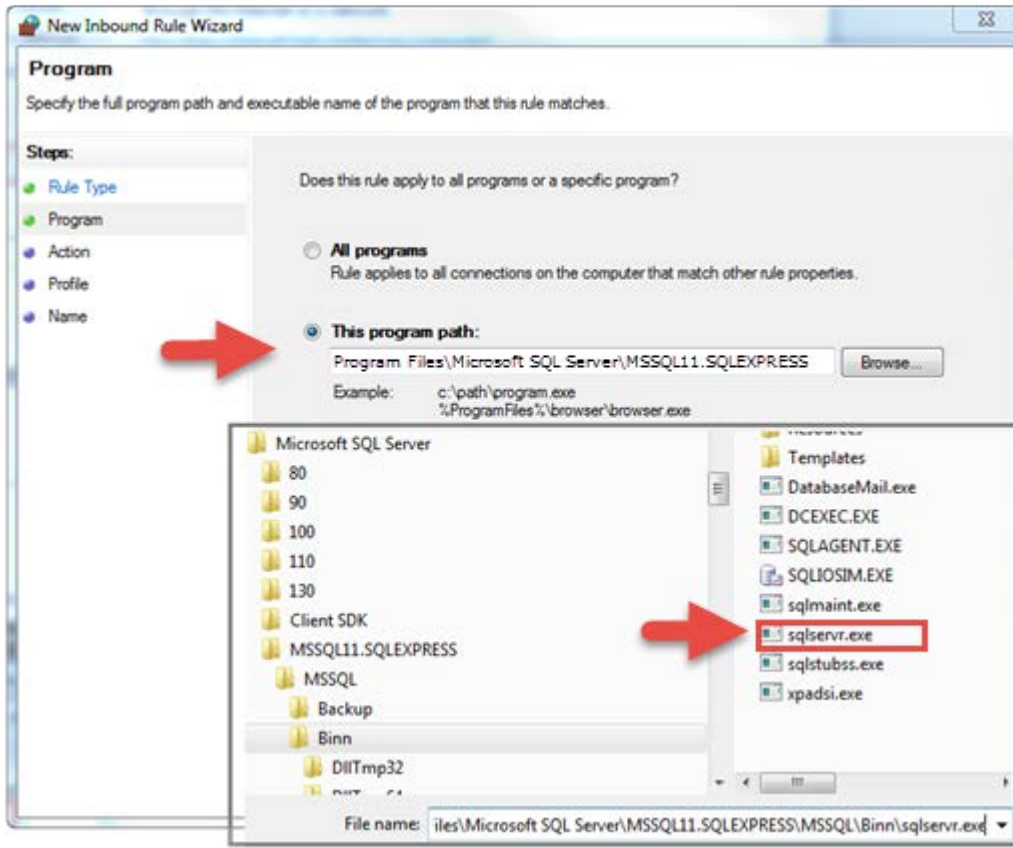 New Inbound Rule Wizard
Program
Specify the full program path and executable name of the program that this rule matches.
Steps:
Rule Type
Program
Action
Profile
Name
Does this rule apply to all programs or a specific program?
All programs
Rule applies to all connections on the computer that match other rule properties.
This program path:
Program Files\Microsoft SQL Server\MSSQL11.SQLEXPRESS
Browse...
Example:
c:\path\program.exe
%ProgramFiles%\browser\browser.exe
Microsoft SQL Server
80
90
100
110
130
Client SDK
MSSQL11.SQLEXPRESS
MSSQL
Backup
Binn
DllTmp32
Templates
DatabaseMail.exe
DCEXEC.EXE
SQLAGENT.EXE
SQLIOSIM.EXE
sqlmaint.exe
sqlservr.exe
sqlstubss.exe
xpadsi.exe
File name:
iles\Microsoft SQL Server\MSSQL11.SQLEXPRESS\MSSQL\Binn\sqlservr.exe